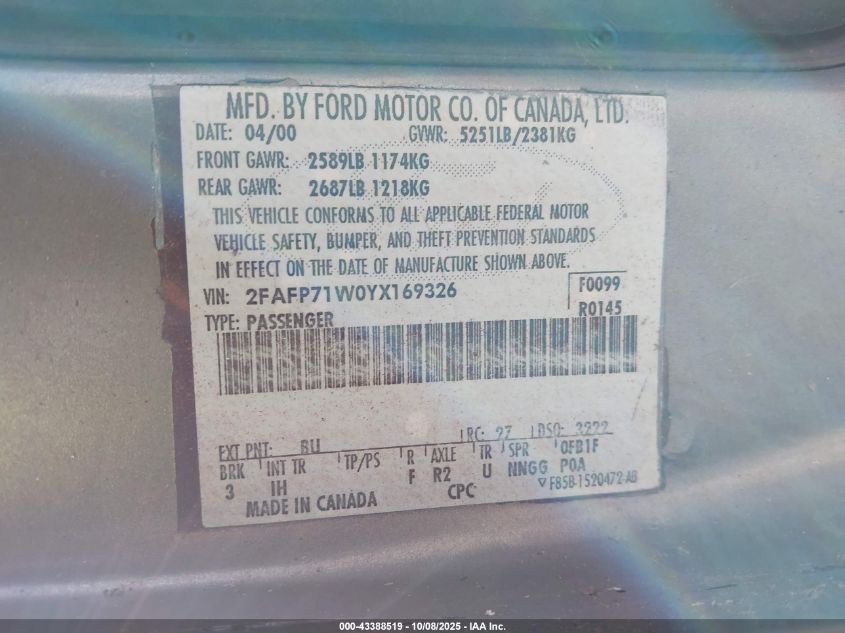 MFD. BY FORD MOTOR CO. OF CANADA, LTD.
DATE: 04/00 GVWR: 5251LB/2381KG
FRONT GAWR: 2589LB 1174KG
REAR GAWR: 2687LB 1218KG
THIS VEHICLE CONFORMS TO ALL APPLICABLE FEDERAL MOTOR
VEHICLE SAFETY, BUMPER, AND THEFT PREVENTION STANDARDS
IN EFFECT ON THE DATE OF MANUFACTURE SHOWN ABOVE.
VIN: 2FAFP71W0YX169326 F0099
TYPE: PASSENGER R0145
EXT PNT: RC: 27 DSO:
BRK INT TR TP/PS R AXLE TR SPR OFB1F
3 IH F R2 U NNGG POA
MADE IN CANADA CPC F85B-1520472-AB
000-43388519 - 10/08/2025 - IAA Inc.